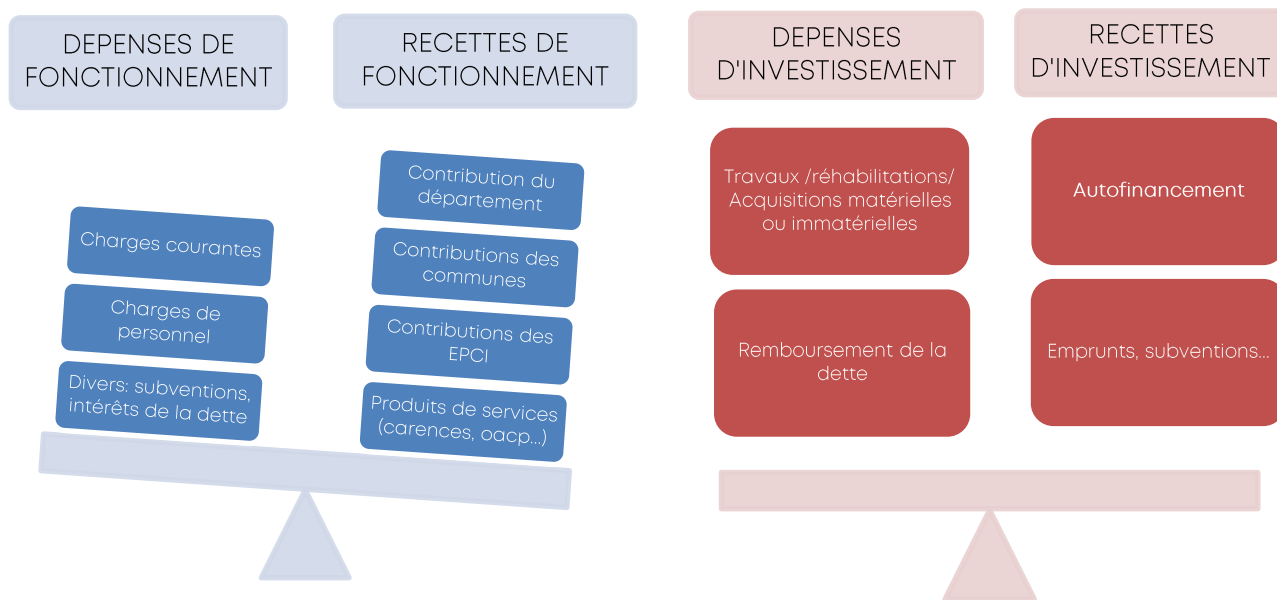 DEPENSES DE
FONCTIONNEMENT
RECETTES DE
FONCTIONNEMENT
DEPENSES
D'INVESTISSEMENT
RECETTES
D'INVESTISSEMENT
Charges courantes
Charges de
personnel
Divers: subventions,
intérêts de la dette
Contribution du
département
Contributions des
communes
Contributions des
EPCI
Produits de services
(carences, oacp...)
Travaux /réhabilitations/
Acquisitions matérielles
ou immatérielles
Remboursement de la
dette
Autofinancement
Emprunts, subventions...